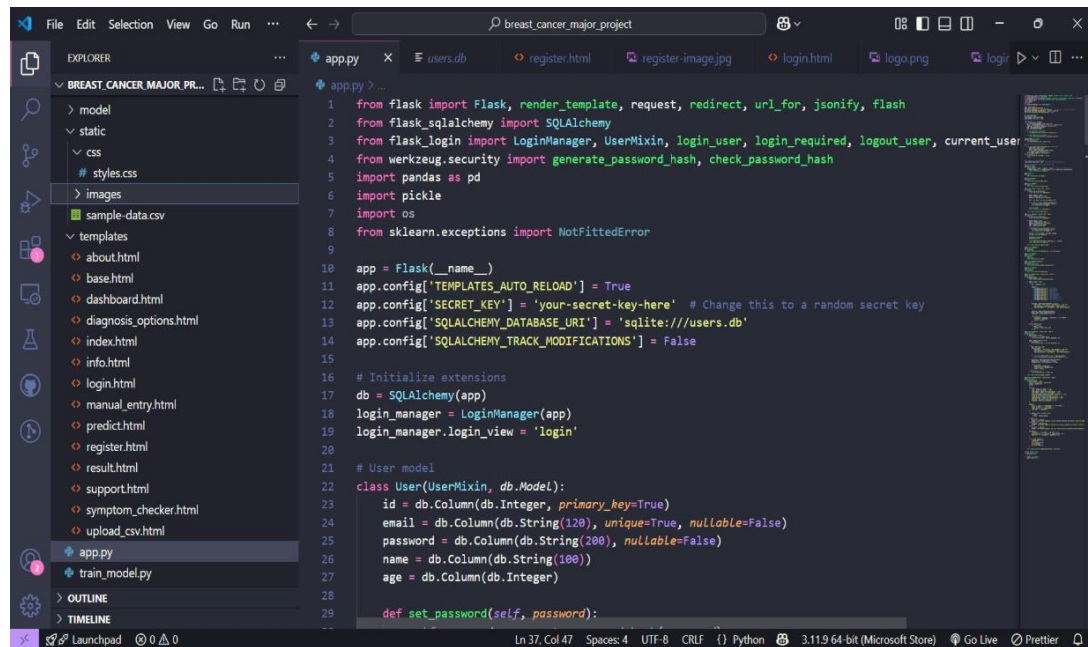 File Edit Selection View Go Run ···
breast_cancer_major_project
EXPLORER ···
BREAST_CANCER_MAJOR_PR...
> model
static
css
# styles.css
> images
sample-data.csv
templates
<> about.html
<> base.html
<> dashboard.html
<> diagnosis_options.html
<> index.html
<> info.html
<> login.html
<> manual_entry.html
<> predict.html
<> register.html
<> result.html
<> support.html
<> symptom_checker.html
<> upload_csv.html
app.py
train_model.py
> OUTLINE
> TIMELINE
1
2
app.py × users.db <> register.html register-image.jpg <> login.html logo.png login
app.py > ...
1 from flask import Flask, render_template, request, redirect, url_for, jsonify, flash
2 from flask_sqlalchemy import SQLAlchemy
3 from flask_login import LoginManager, UserMixin, login_user, login_required, logout_user, current_user
4 from werkzeug.security import generate_password_hash, check_password_hash
5 import pandas as pd
6 import pickle
7 import os
8 from sklearn.exceptions import NotFittedError
9
10 app = Flask(__name__)
11 app.config['TEMPLATES_AUTO_RELOAD'] = True
12 app.config['SECRET_KEY'] = 'your-secret-key-here' # Change this to a random secret key
13 app.config['SQLALCHEMY_DATABASE_URI'] = 'sqlite:///users.db'
14 app.config['SQLALCHEMY_TRACK_MODIFICATIONS'] = False
15
16 # Initialize extensions
17 db = SQLAlchemy(app)
18 login_manager = LoginManager(app)
19 login_manager.login_view = 'login'
20
21 # User model
22 class User(UserMixin, db.Model):
23 id = db.Column(db.Integer, primary_key=True)
24 email = db.Column(db.String(120), unique=True, nullable=False)
25 password = db.Column(db.String(200), nullable=False)
26 name = db.Column(db.String(100))
27 age = db.Column(db.Integer)
28
29 def set_password(self, password):
Launchpad 0 0 Ln 37, Col 47 Spaces: 4 UTF-8 CRLF {} Python 3.11.9 64-bit (Microsoft Store) Go Live Prettier